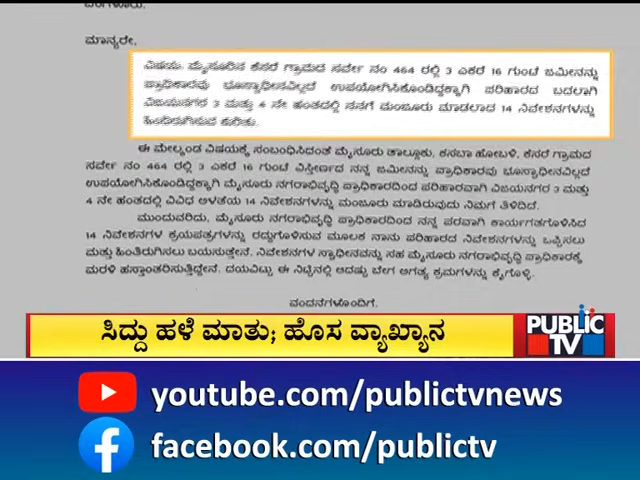 ಬೆಂಗಳೂರು.
ಮಾನ್ಯರೇ,
ವಿಷಯ: ಮೈಸೂರಿನ ಕೆಸರೆ ಗ್ರಾಮದ ಸರ್ವೇ ನಂ 464 ರಲ್ಲಿ 3 ಎಕರೆ 16 ಗುಂಟೆ ಜಮೀನನ್ನು
ಪ್ರಾಧಿಕಾರವು ಭೂಸ್ವಾಧೀನವಿಲ್ಲದೆ ಉಪಯೋಗಿಸಿಕೊಂಡಿದ್ದಕ್ಕಾಗಿ ಪರಿಹಾರದ ಬದಲಾಗಿ
ವಿಜಯನಗರ 3 ಮತ್ತು 4 ನೇ ಹಂತದಲ್ಲಿ ನನಗೆ ಮಂಜೂರು ಮಾಡಲಾದ 14 ನಿವೇಶನಗಳನ್ನು
ಹಿಂದಿರುಗಿಸುವ ಕುರಿತು.
ಈ ಮೇಲ್ಕಂಡ ವಿಷಯಕ್ಕೆ ಸಂಬಂಧಿಸಿದಂತೆ ಮೈಸೂರು ತಾಲ್ಲೂಕು, ಕಸಬಾ ಹೋಬಳಿ, ಕೆಸರೆ ಗ್ರಾಮದ
ಸರ್ವೇ ನಂ 464 ರಲ್ಲಿ 3 ಎಕರೆ 16 ಗುಂಟೆ ವಿಸ್ತೀರ್ಣದ ನನ್ನ ಜಮೀನನ್ನು ಪ್ರಾಧಿಕಾರವು ಭೂಸ್ವಾಧೀನವಿಲ್ಲದೆ
ಉಪಯೋಗಿಸಿಕೊಂಡಿದ್ದಕ್ಕಾಗಿ ಮೈಸೂರು ನಗರಾಭಿವೃದ್ಧಿ ಪ್ರಾಧಿಕಾರದಿಂದ ಪರಿಹಾರವಾಗಿ ವಿಜಯನಗರ 3 ಮತ್ತು
4 ನೇ ಹಂತದಲ್ಲಿ ವಿವಿಧ ಅಳತೆಯ 14 ನಿವೇಶನಗಳನ್ನು ಮಂಜೂರು ಮಾಡಿರುವುದು ನಿಮಗೆ ತಿಳಿದಿದೆ.
ಮುಂದುವರಿದು, ಮೈಸೂರು ನಗರಾಭಿವೃದ್ಧಿ ಪ್ರಾಧಿಕಾರದಿಂದ ನನ್ನ ಪರವಾಗಿ ಕಾರ್ಯಗತಗೊಳಿಸಿದ
14 ನಿವೇಶನಗಳ ಕ್ರಯಪತ್ರಗಳನ್ನು ರದ್ದುಗೊಳಿಸುವ ಮೂಲಕ ನಾನು ಪರಿಹಾರದ ನಿವೇಶನಗಳನ್ನು ಒಪ್ಪಿಸಲು
ಮತ್ತು ಹಿಂತಿರುಗಿಸಲು ಬಯಸುತ್ತೇನೆ. ನಿವೇಶನಗಳ ಸ್ವಾಧೀನವನ್ನು ಸಹ ಮೈಸೂರು ನಗರಾಭಿವೃದ್ಧಿ ಪ್ರಾಧಿಕಾರಕ್ಕೆ
ಮರಳಿ ಹಸ್ತಾಂತರಿಸುತ್ತಿದ್ದೇನೆ. ದಯವಿಟ್ಟು ಈ ನಿಟ್ಟಿನಲ್ಲಿ ಆದಷ್ಟು ಬೇಗ ಅಗತ್ಯ ಕ್ರಮಗಳನ್ನು ಕೈಗೊಳ್ಳಿ.
ವಂದನೆಗಳೊಂದಿಗೆ,
ಸಿದ್ದು ಹಳೆ ಮಾತು; ಹೊಸ ವ್ಯಾಖ್ಯಾನ
PUBLiC
TV
youtube.com/publictvnews
facebook.com/publictv